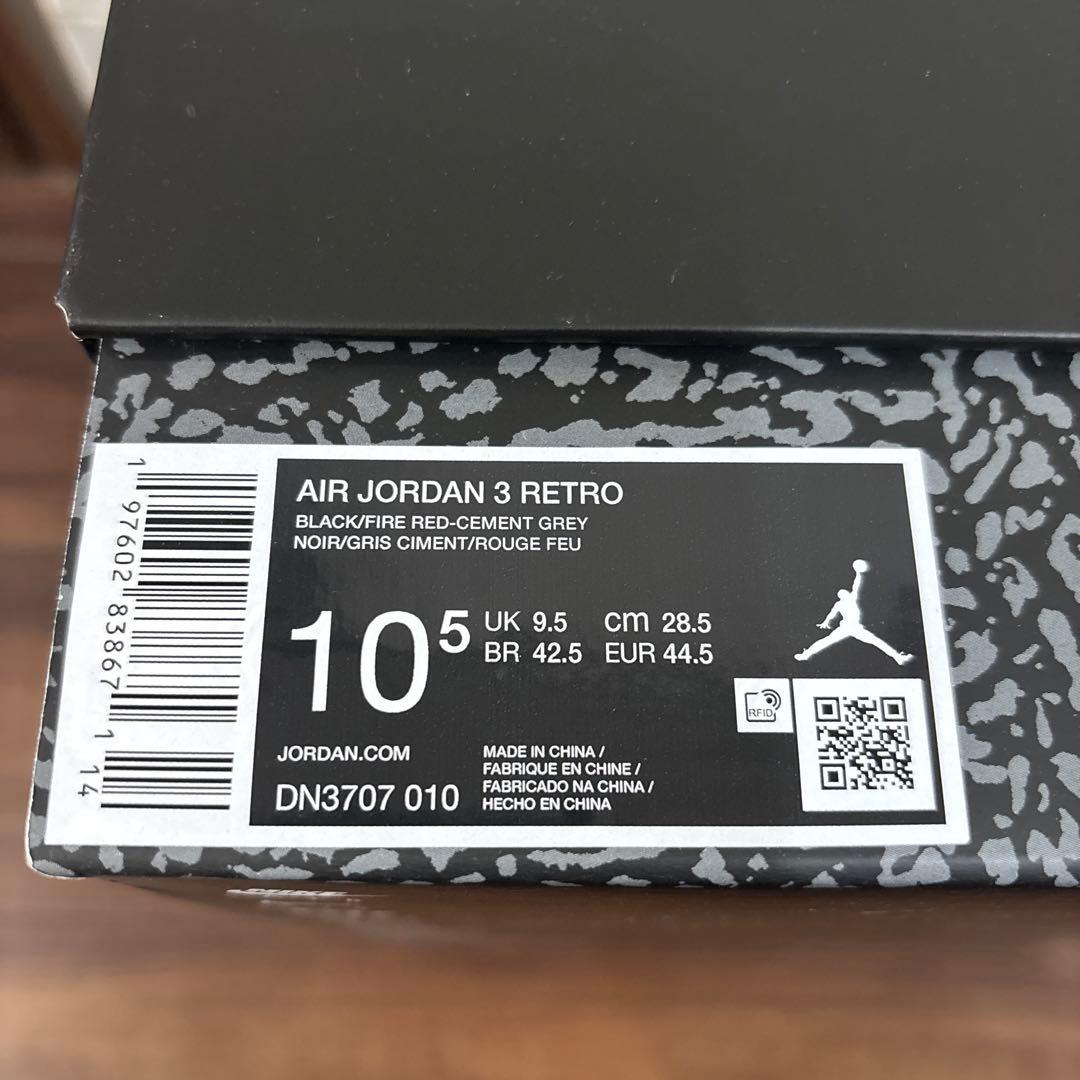 AIR JORDAN 3 RETRO
BLACK/FIRE RED-CEMENT GREY
NOIR/GRIS CIMENT/ROUGE FEU
10⁵
UK 9.5 cm 28.5
BR 42.5 EUR 44.5
RFID
JORDAN.COM
DN3707 010
MADE IN CHINA /
FABRIQUE EN CHINE /
FABRICADO NA CHINA /
HECHO EN CHINA
1 97602 83867 1 14